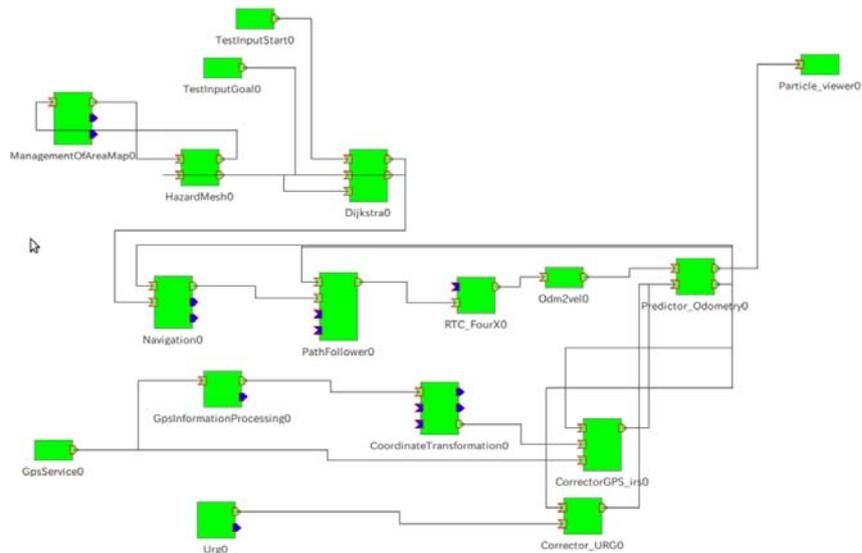 TestInputStart0
TestInputGoal0
Particle_viewer0
ManagementOfAreaMap0
HazardMesh0
Dijkstra0
Navigation0
PathFollower0
RTC_FourX0
Odm2vel0
Predictor_Odometry0
GpsInformationProcessing0
CoordinateTransformation0
GpsService0
CorrectorGPS_irs0
Urg0
Corrector_URG0